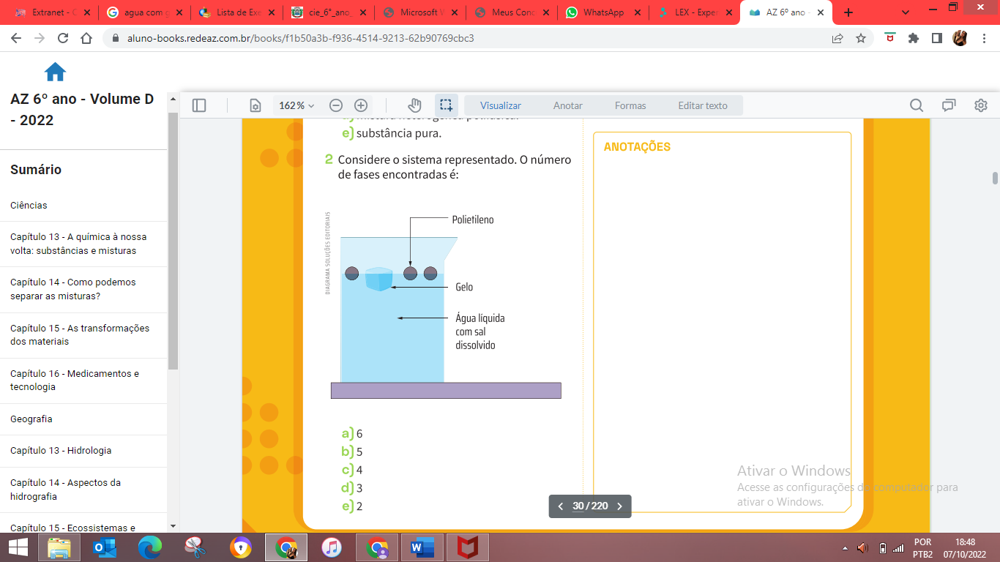 Extranet - C
agua com g
Lista de Exe
cie_6°_ano_
Microsoft W
Meus Conc
WhatsApp
LEX - Exper
AZ 6º ano -
aluno-books.redeaz.com.br/books/f1b50a3b-f936-4514-9213-62b90769cbc3
AZ 6º ano - Volume D
- 2022
Sumário
Ciências
Capítulo 13 - A química à nossa
volta: substâncias e misturas
Capítulo 14 - Como podemos
separar as misturas?
Capítulo 15 - As transformações
dos materiais
Capítulo 16 - Medicamentos e
tecnologia
Geografia
Capítulo 13 - Hidrologia
Capítulo 14 - Aspectos da
hidrografia
Capítulo 15 - Ecossistemas e
162%
Visualizar
Anotar
Formas
Editar texto
e) substância pura.
2 Considere o sistema representado. O número
de fases encontradas é:
DIAGRAMA SOLUÇÕES EDITORIAIS
Polietileno
Gelo
Água líquida
com sal
dissolvido
a) 6
b) 5
c) 4
d) 3
e) 2
ANOTAÇÕES
30 / 220
Ativar o Windows
Acesse as configurações do computador para
ativar o Windows.
POR
PTB2
18:48
07/10/2022